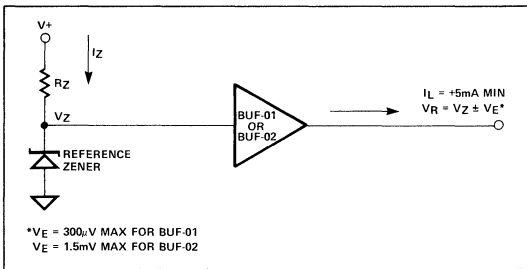 V+
IZ
RZ
VZ
REFERENCE
ZENER
BUF-01
OR
BUF-02
IL = +5mA MIN
VR = VZ ± VE*
*VE = 300μV MAX FOR BUF-01
VE = 1.5mV MAX FOR BUF-02